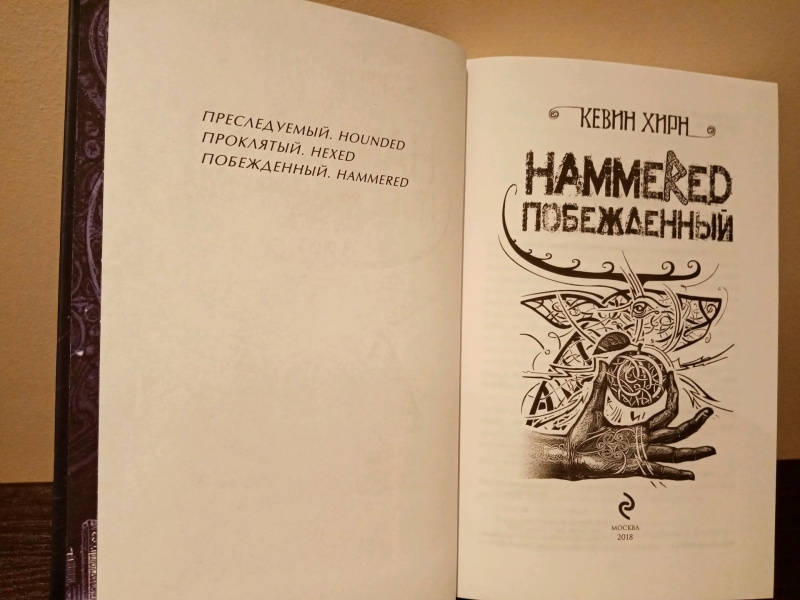 ПРЕСЛЕДУЕМЫЙ. HOUNDED
ПРОКЛЯТЫЙ. HEXED
ПОБЕЖДЕННЫЙ. HAMMERED
КЕВИН ХИРН
HAMMERED
ПОБЕЖДЕННЫЙ
МОСКВА
2018